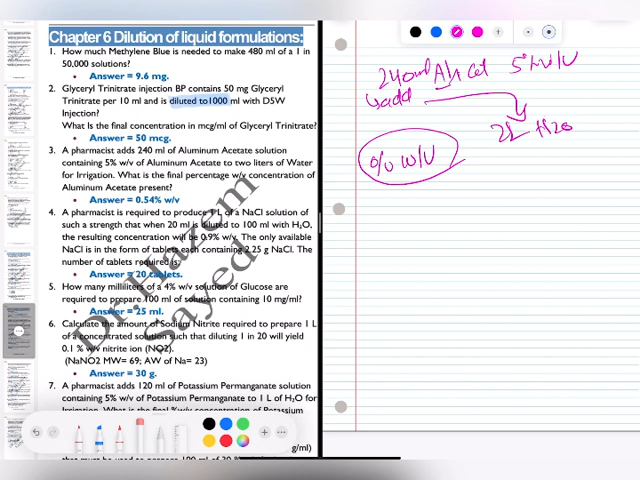 Chapter 6 Dilution of liquid formulations:
1. How much Methylene Blue is needed to make 480 ml of a 1 in
50,000 solutions?
• Answer = 9.6 mg.
2. Glyceryl Trinitrate injection BP contains 50 mg Glyceryl
Trinitrate per 10 ml and is diluted to1000 ml with D5W
Injection?
What Is the final concentration in mcg/ml of Glyceryl Trinitrate?
• Answer = 50 mcg.
3. A pharmacist adds 240 ml of Aluminum Acetate solution
containing 5% w/v of Aluminum Acetate to two liters of Water
for Irrigation. What is the final percentage w/v concentration of
Aluminum Acetate present?
• Answer = 0.54% w/v
4. A pharmacist is required to produce 1 L of a NaCl solution of
such a strength that when 20 ml is diluted to 100 ml with H₂O,
the resulting concentration will be 0.9% w/v. The only available
NaCl is in the form of tablets each containing 2.25 g NaCl. The
number of tablets required is:
• Answer = 20 tablets.
5. How many milliliters of a 4% w/v solution of Glucose are
required to prepare 100 ml of solution containing 10 mg/ml?
• Answer = 25 ml.
6. Calculate the amount of Sodium Nitrite required to prepare 1 L
of a concentrated solution such that diluting 1 in 20 will yield
0.1 % w/v nitrite ion (NO2).
(NaNO2 MW= 69; AW of Na= 23)
• Answer = 30 g.
7. A pharmacist adds 120 ml of Potassium Permanganate solution
containing 5% w/v of Potassium Permanganate to 1 L of H₂O for
Irrigation. What is the final %w/v concentration of Potassium
g/ml)
Dr. Hazem
Sayed
240ml Al Acet 5% w/v
add
2L H2O
% w/v